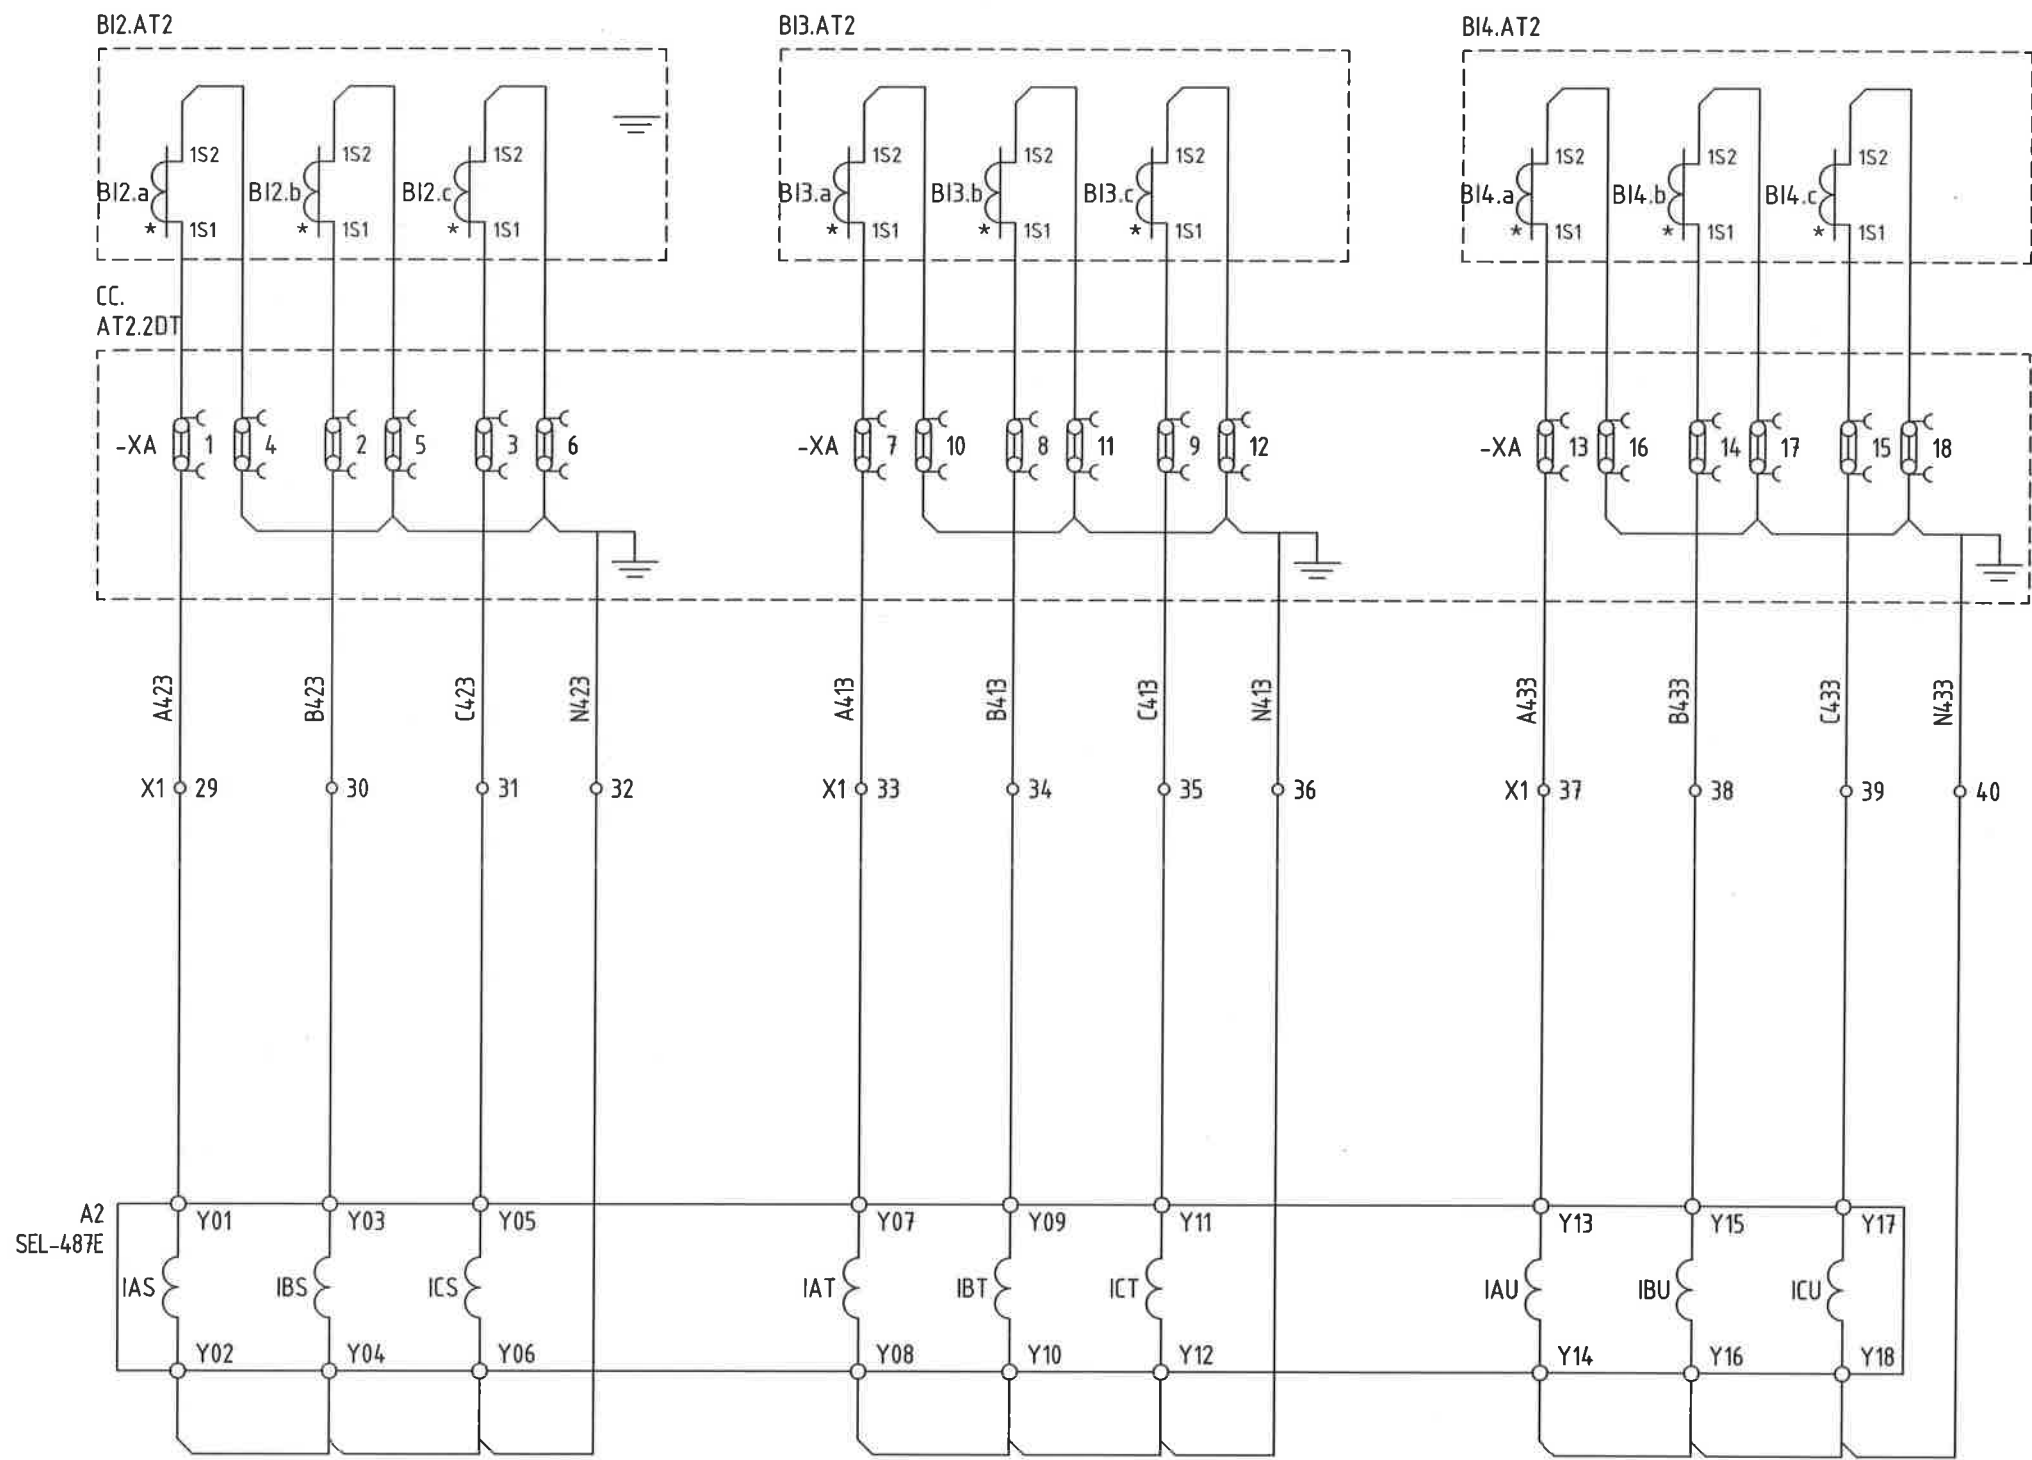 BI2.AT2 BI3.AT2 BI4.AT2
1S2 1S2 1S2 1S2 1S2 1S2 1S2 1S2 1S2
BI2.a BI2.b BI2.c BI3.a BI3.b BI3.c BI4.a BI4.b BI4.c
* 1S1 * 1S1 * 1S1 * 1S1 * 1S1 * 1S1 * 1S1 * 1S1 * 1S1
CC.
AT2.2DT
-XA 1 4 2 5 3 6 -XA 7 10 8 11 9 12 -XA 13 16 14 17 15 18
A423 B423 C423 N423 A413 B413 C413 N413 A433 B433 C433 N433
X1 29 30 31 32 X1 33 34 35 36 X1 37 38 39 40
A2 Y01 Y03 Y05 Y07 Y09 Y11 Y13 Y15 Y17
SEL-487E
IAS IBS ICS IAT IBT ICT IAU IBU ICU
Y02 Y04 Y06 Y08 Y10 Y12 Y14 Y16 Y18